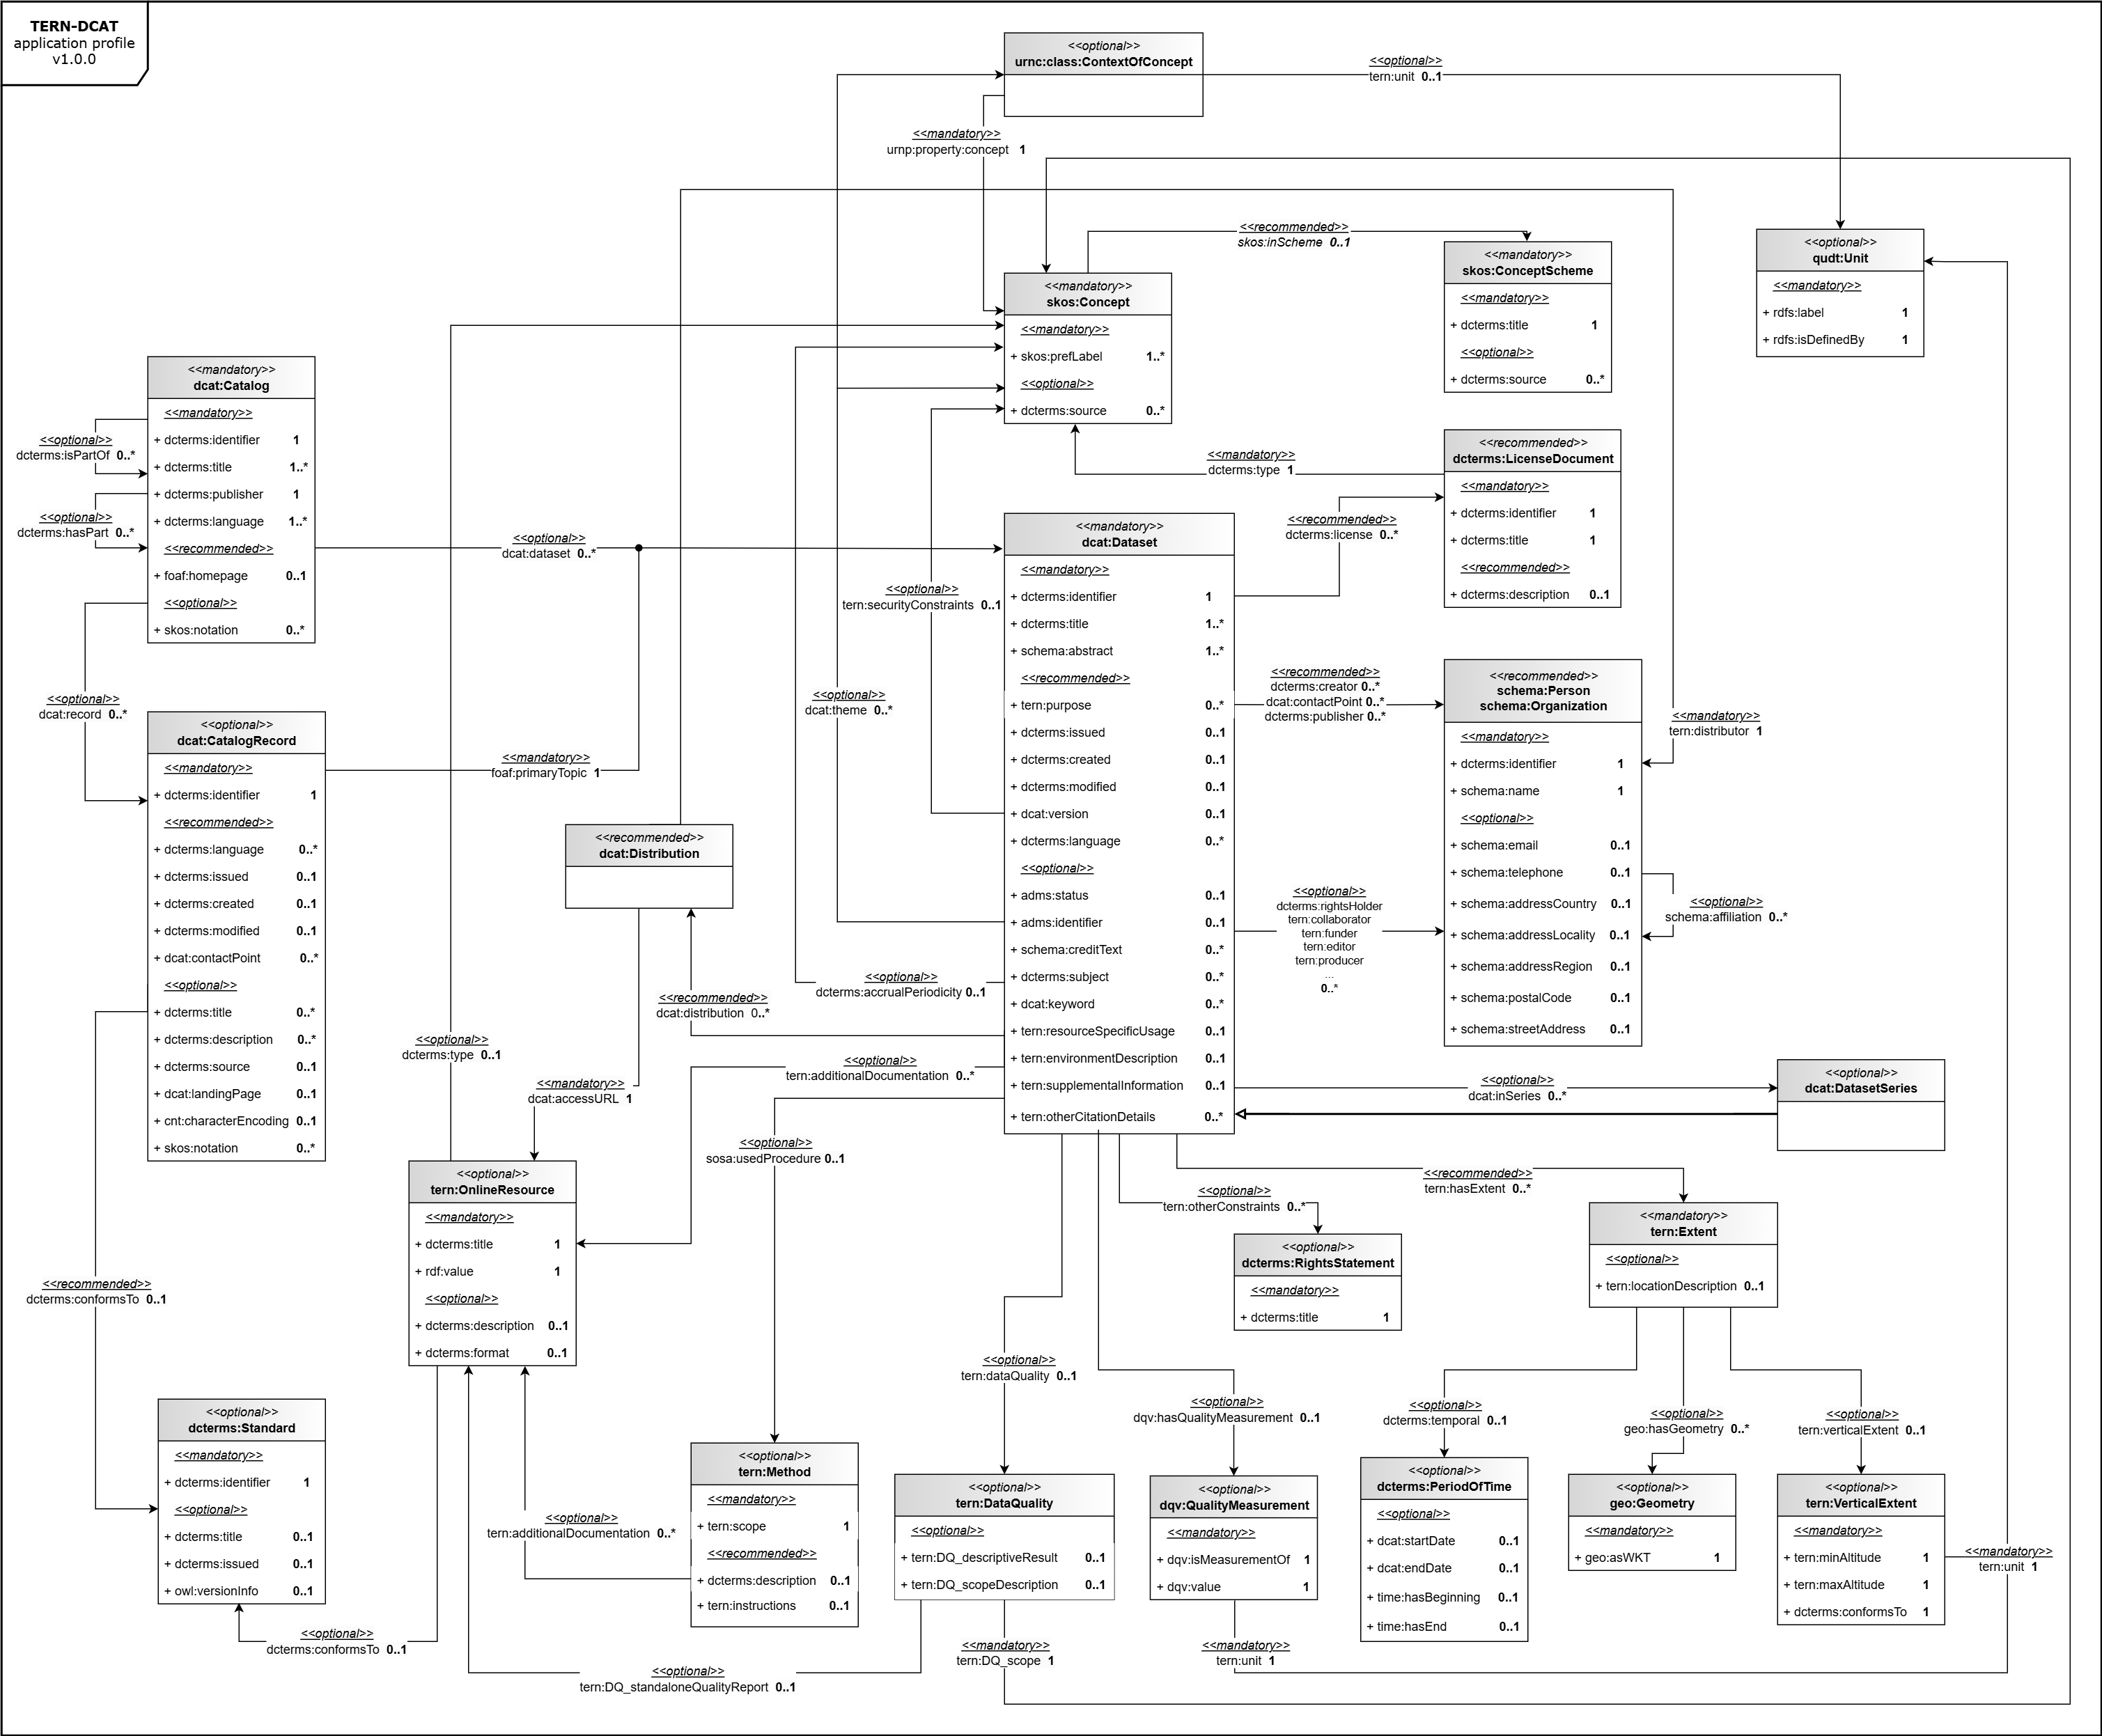 TERN-DCAT
application profile
v1.0.0
<<optional>>
urnc:class:ContextOfConcept
<<optional>>
tern:unit 0..1
<<mandatory>>
urnp:property:concept 1
<<recommended>>
skos:inScheme 0..1
<<mandatory>>
skos:ConceptScheme
<<mandatory>>
+ dcterms:title 1
<<optional>>
+ dcterms:source 0..*
<<optional>>
qudt:Unit
<<mandatory>>
+ rdfs:label 1
+ rdfs:isDefinedBy 1
<<mandatory>>
skos:Concept
<<mandatory>>
+ skos:prefLabel 1..*
<<optional>>
+ dcterms:source 0..*
<<mandatory>>
dcat:Catalog
<<mandatory>>
+ dcterms:identifier 1
+ dcterms:title 1..*
+ dcterms:publisher 1
+ dcterms:language 1..*
<<recommended>>
+ foaf:homepage 0..1
<<optional>>
+ skos:notation 0..*
<<optional>>
dcterms:isPartOf 0..*
<<optional>>
dcterms:hasPart 0..*
<<optional>>
dcat:dataset 0..*
<<mandatory>>
dcterms:type 1
<<recommended>>
dcterms:LicenseDocument
<<mandatory>>
+ dcterms:identifier 1
+ dcterms:title 1
<<recommended>>
+ dcterms:description 0..1
<<recommended>>
dcterms:license 0..*
<<optional>>
tern:securityConstraints 0..1
<<mandatory>>
dcat:Dataset
<<mandatory>>
+ dcterms:identifier 1
+ dcterms:title 1..*
+ schema:abstract 1..*
<<recommended>>
+ tern:purpose 0..*
+ dcterms:issued 0..1
+ dcterms:created 0..1
+ dcterms:modified 0..1
+ dcat:version 0..1
+ dcterms:language 0..*
<<optional>>
+ adms:status 0..1
+ adms:identifier 0..1
+ schema:creditText 0..*
+ dcterms:subject 0..*
+ dcat:keyword 0..*
+ tern:resourceSpecificUsage 0..1
+ tern:environmentDescription 0..1
+ tern:supplementalInformation 0..1
+ tern:otherCitationDetails 0..*
<<recommended>>
dcterms:creator 0..*
dcat:contactPoint 0..*
dcterms:publisher 0..*
<<recommended>>
schema:Person
schema:Organization
<<mandatory>>
+ dcterms:identifier 1
+ schema:name 1
<<optional>>
+ schema:email 0..1
+ schema:telephone 0..1
+ schema:addressCountry 0..1
+ schema:addressLocality 0..1
+ schema:addressRegion 0..1
+ schema:postalCode 0..1
+ schema:streetAddress 0..1
<<mandatory>>
tern:distributor 1
<<optional>>
schema:affiliation 0..*
<<optional>>
dcterms:rightsHolder
tern:collaborator
tern:funder
tern:editor
tern:producer
...
0..*
<<optional>>
dcat:theme 0..*
<<optional>>
dcat:record 0..*
<<optional>>
dcat:CatalogRecord
<<mandatory>>
+ dcterms:identifier 1
<<recommended>>
+ dcterms:language 0..*
+ dcterms:issued 0..1
+ dcterms:created 0..1
+ dcterms:modified 0..1
+ dcat:contactPoint 0..*
<<optional>>
+ dcterms:title 0..*
+ dcterms:description 0..*
+ dcterms:source 0..1
+ dcat:landingPage 0..1
+ cnt:characterEncoding 0..1
+ skos:notation 0..*
<<mandatory>>
foaf:primaryTopic 1
<<recommended>>
dcat:Distribution
<<optional>>
dcterms:accrualPeriodicity 0..1
<<recommended>>
dcat:distribution 0..*
<<optional>>
dcterms:type 0..1
<<optional>>
tern:additionalDocumentation 0..*
<<mandatory>>
dcat:accessURL 1
<<optional>>
dcat:inSeries 0..*
<<optional>>
dcat:DatasetSeries
<<optional>>
sosa:usedProcedure 0..1
<<optional>>
tern:OnlineResource
<<mandatory>>
+ dcterms:title 1
+ rdf:value 1
<<optional>>
+ dcterms:description 0..1
+ dcterms:format 0..1
<<recommended>>
tern:hasExtent 0..*
<<optional>>
tern:otherConstraints 0..*
<<mandatory>>
tern:Extent
<<optional>>
+ tern:locationDescription 0..1
<<optional>>
dcterms:RightsStatement
<<mandatory>>
+ dcterms:title 1
<<recommended>>
dcterms:conformsTo 0..1
<<optional>>
tern:dataQuality 0..1
<<optional>>
dqv:hasQualityMeasurement 0..1
<<optional>>
dcterms:temporal 0..1
<<optional>>
geo:hasGeometry 0..*
<<optional>>
tern:verticalExtent 0..1
<<optional>>
dcterms:Standard
<<mandatory>>
+ dcterms:identifier 1
<<optional>>
+ dcterms:title 0..1
+ dcterms:issued 0..1
+ owl:versionInfo 0..1
<<optional>>
tern:additionalDocumentation 0..*
<<optional>>
tern:Method
<<mandatory>>
+ tern:scope 1
<<recommended>>
+ dcterms:description 0..1
+ tern:instructions 0..1
<<optional>>
tern:DataQuality
<<optional>>
+ tern:DQ_descriptiveResult 0..1
+ tern:DQ_scopeDescription 0..1
<<optional>>
dqv:QualityMeasurement
<<mandatory>>
+ dqv:isMeasurementOf 1
+ dqv:value 1
<<optional>>
dcterms:PeriodOfTime
<<optional>>
+ dcat:startDate 0..1
+ dcat:endDate 0..1
+ time:hasBeginning 0..1
+ time:hasEnd 0..1
<<optional>>
geo:Geometry
<<mandatory>>
+ geo:asWKT 1
<<optional>>
tern:VerticalExtent
<<mandatory>>
+ tern:minAltitude 1
+ tern:maxAltitude 1
+ dcterms:conformsTo 1
<<mandatory>>
tern:unit 1
<<optional>>
dcterms:conformsTo 0..1
<<optional>>
tern:DQ_standaloneQualityReport 0..1
<<mandatory>>
tern:DQ_scope 1
<<mandatory>>
tern:unit 1